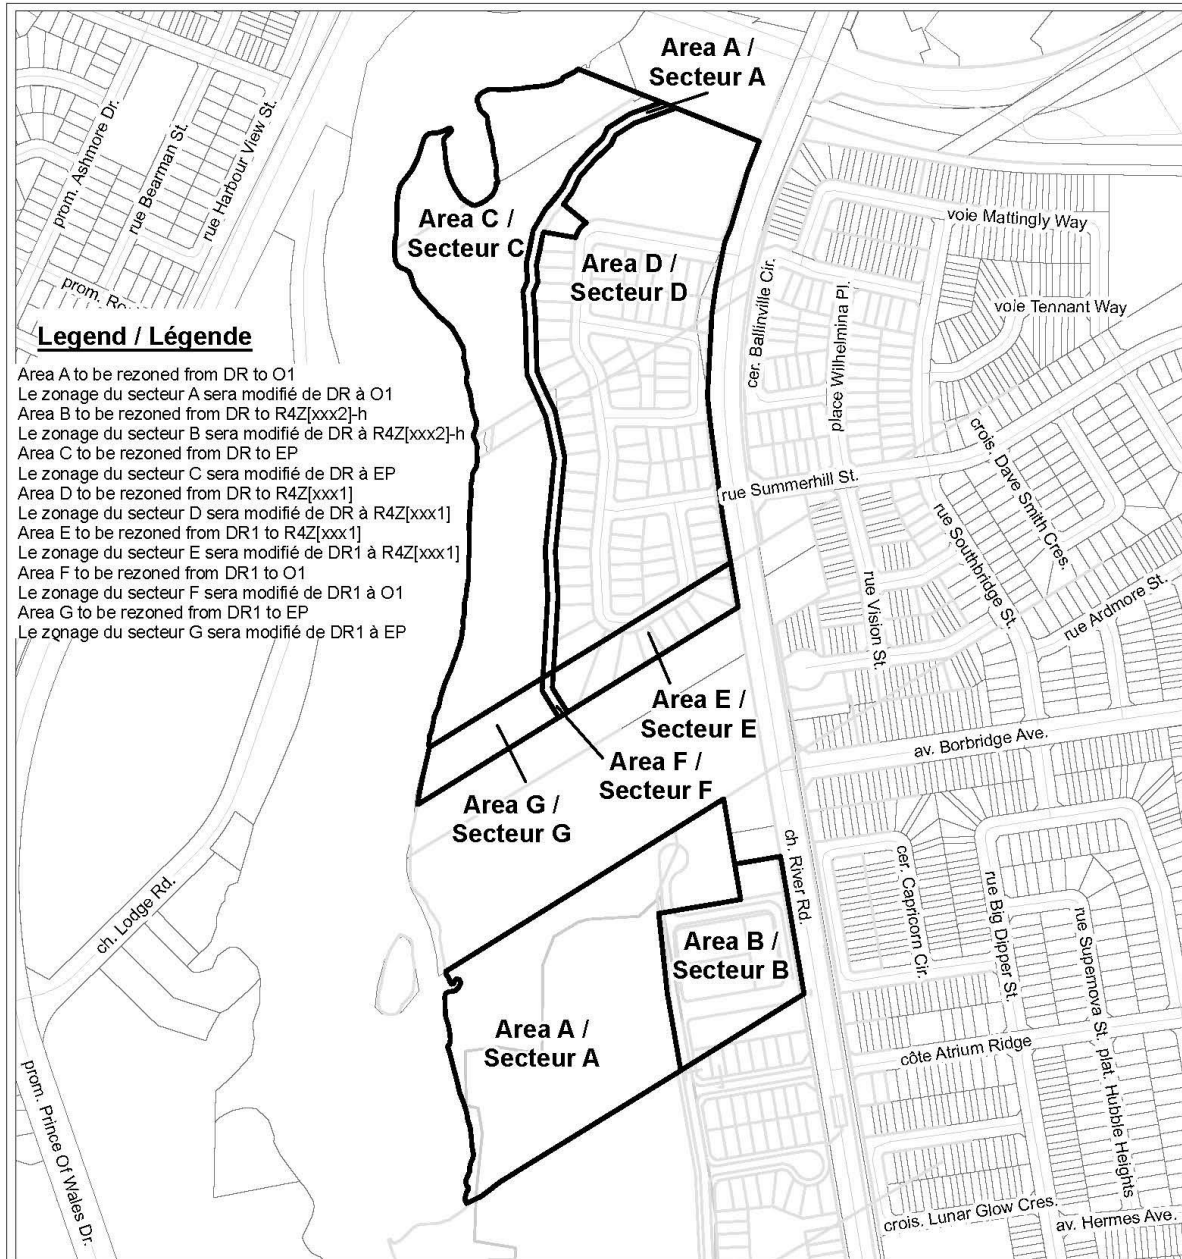 Area A /
Secteur A
prom. Ashmore Dr.
rue Bearman St.
rue Harbour View St.
Area C /
Secteur C
Area D /
Secteur D
voie Mattingly Way
cer. Ballinville Cir.
place Wilhelmina Pl.
voie Tennant Way
Legend / Légende
Area A to be rezoned from DR to O1
Le zonage du secteur A sera modifié de DR à O1
Area B to be rezoned from DR to R4Z[xxx2]-h
Le zonage du secteur B sera modifié de DR à R4Z[xxx2]-h
Area C to be rezoned from DR to EP
Le zonage du secteur C sera modifié de DR à EP
Area D to be rezoned from DR to R4Z[xxx1]
Le zonage du secteur D sera modifié de DR à R4Z[xxx1]
Area E to be rezoned from DR1 to R4Z[xxx1]
Le zonage du secteur E sera modifié de DR1 à R4Z[xxx1]
Area F to be rezoned from DR1 to O1
Le zonage du secteur F sera modifié de DR1 à O1
Area G to be rezoned from DR1 to EP
Le zonage du secteur G sera modifié de DR1 à EP
rue Summerhill St.
crois. Dave Smith Cres.
rue Southbridge St.
rue Vision St.
rue Ardmore St.
Area E /
Secteur E
av. Borbridge Ave.
Area F /
Secteur F
Area G /
Secteur G
ch. River Rd.
cer. Capricorn Cir.
rue Big Dipper St.
rue Supernova St.
ch. Lodge Rd.
Area B /
Secteur B
Area A /
Secteur A
côte Atrium Ridge
plat. Hubble Heights
prom. Prince Of Wales Dr.
crois. Lunar Glow Cres.
av. Hermes Ave.
prom.